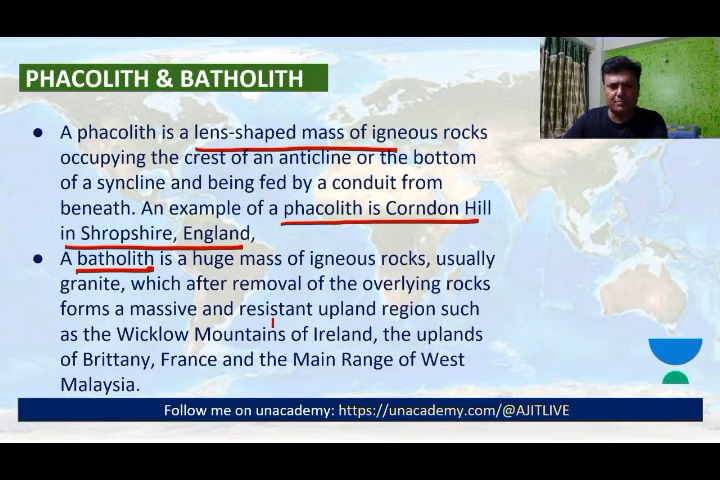 PHACOLITH & BATHOLITH
● A phacolith is a lens-shaped mass of igneous rocks
occupying the crest of an anticline or the bottom
of a syncline and being fed by a conduit from
beneath. An example of a phacolith is Corndon Hill
in Shropshire, England,
● A batholith is a huge mass of igneous rocks, usually
granite, which after removal of the overlying rocks
forms a massive and resistant upland region such
as the Wicklow Mountains of Ireland, the uplands
of Brittany, France and the Main Range of West
Malaysia.
Follow me on unacademy: https://unacademy.com/@AJITLIVE